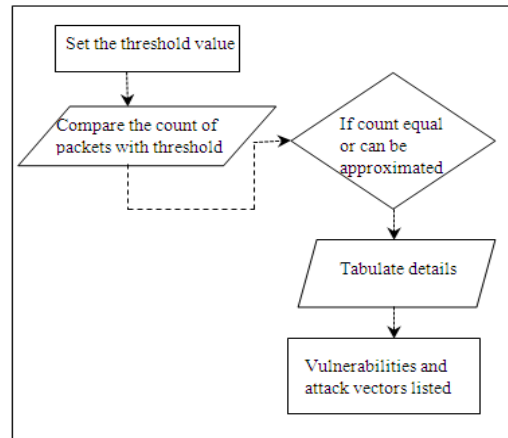 Set the threshold value
Compare the count of
packets with threshold
If count equal
or can be
approximated
Tabulate details
Vulnerabilities and
attack vectors listed